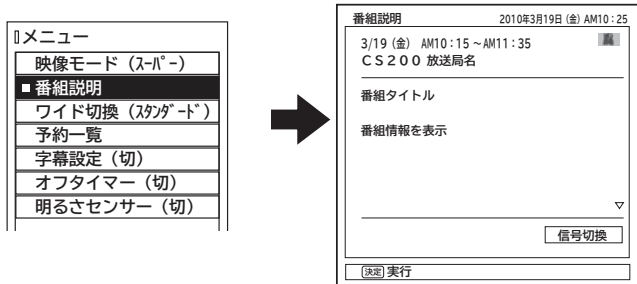 メニュー
映像モード（スーパー）
番組説明
ワイド切換（スタンダード）
予約一覧
字幕設定（切）
オフタイマー（切）
明るさセンサー（切）
番組説明 2010年3月19日（金）AM10：25
3/19（金） AM10：15～AM11：35
ＣＳ２００ 放送局名
番組タイトル
番組情報を表示
信号切換
決定 実行